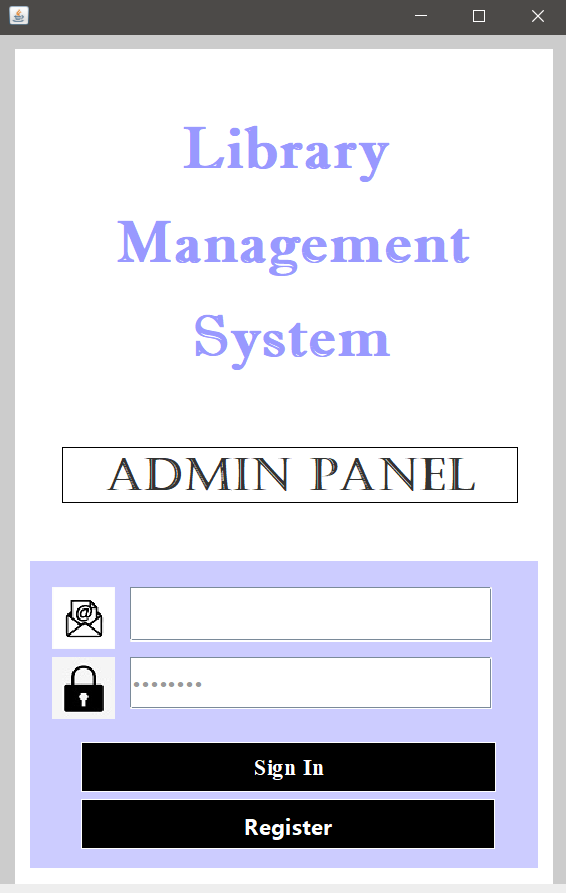 Library
Management
System
ADMIN PANEL
@
••••••••
Sign In
Register